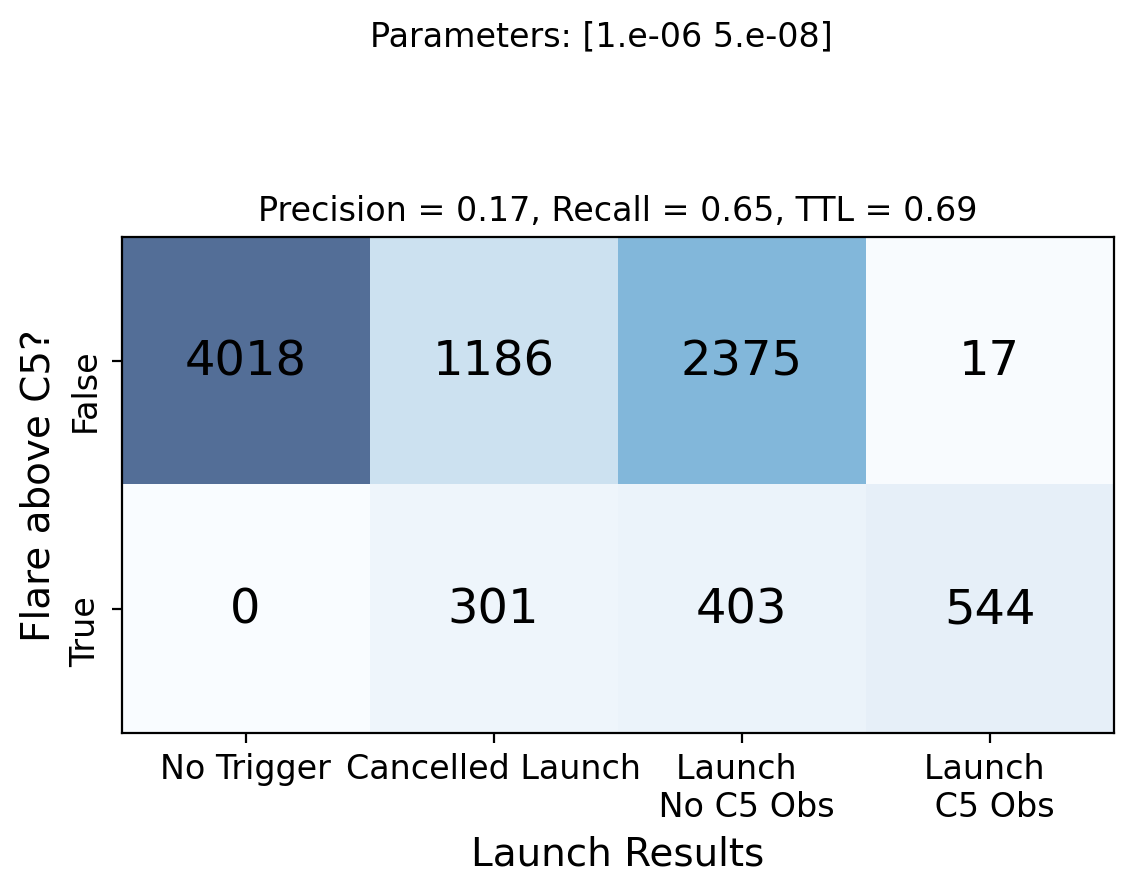 Parameters: [1.e-06 5.e-08]
Precision = 0.17, Recall = 0.65, TTL = 0.69
Flare above C5?
False
4018 1186 2375 17
True
0 301 403 544
No Trigger Cancelled Launch Launch Launch
No C5 Obs C5 Obs
Launch Results